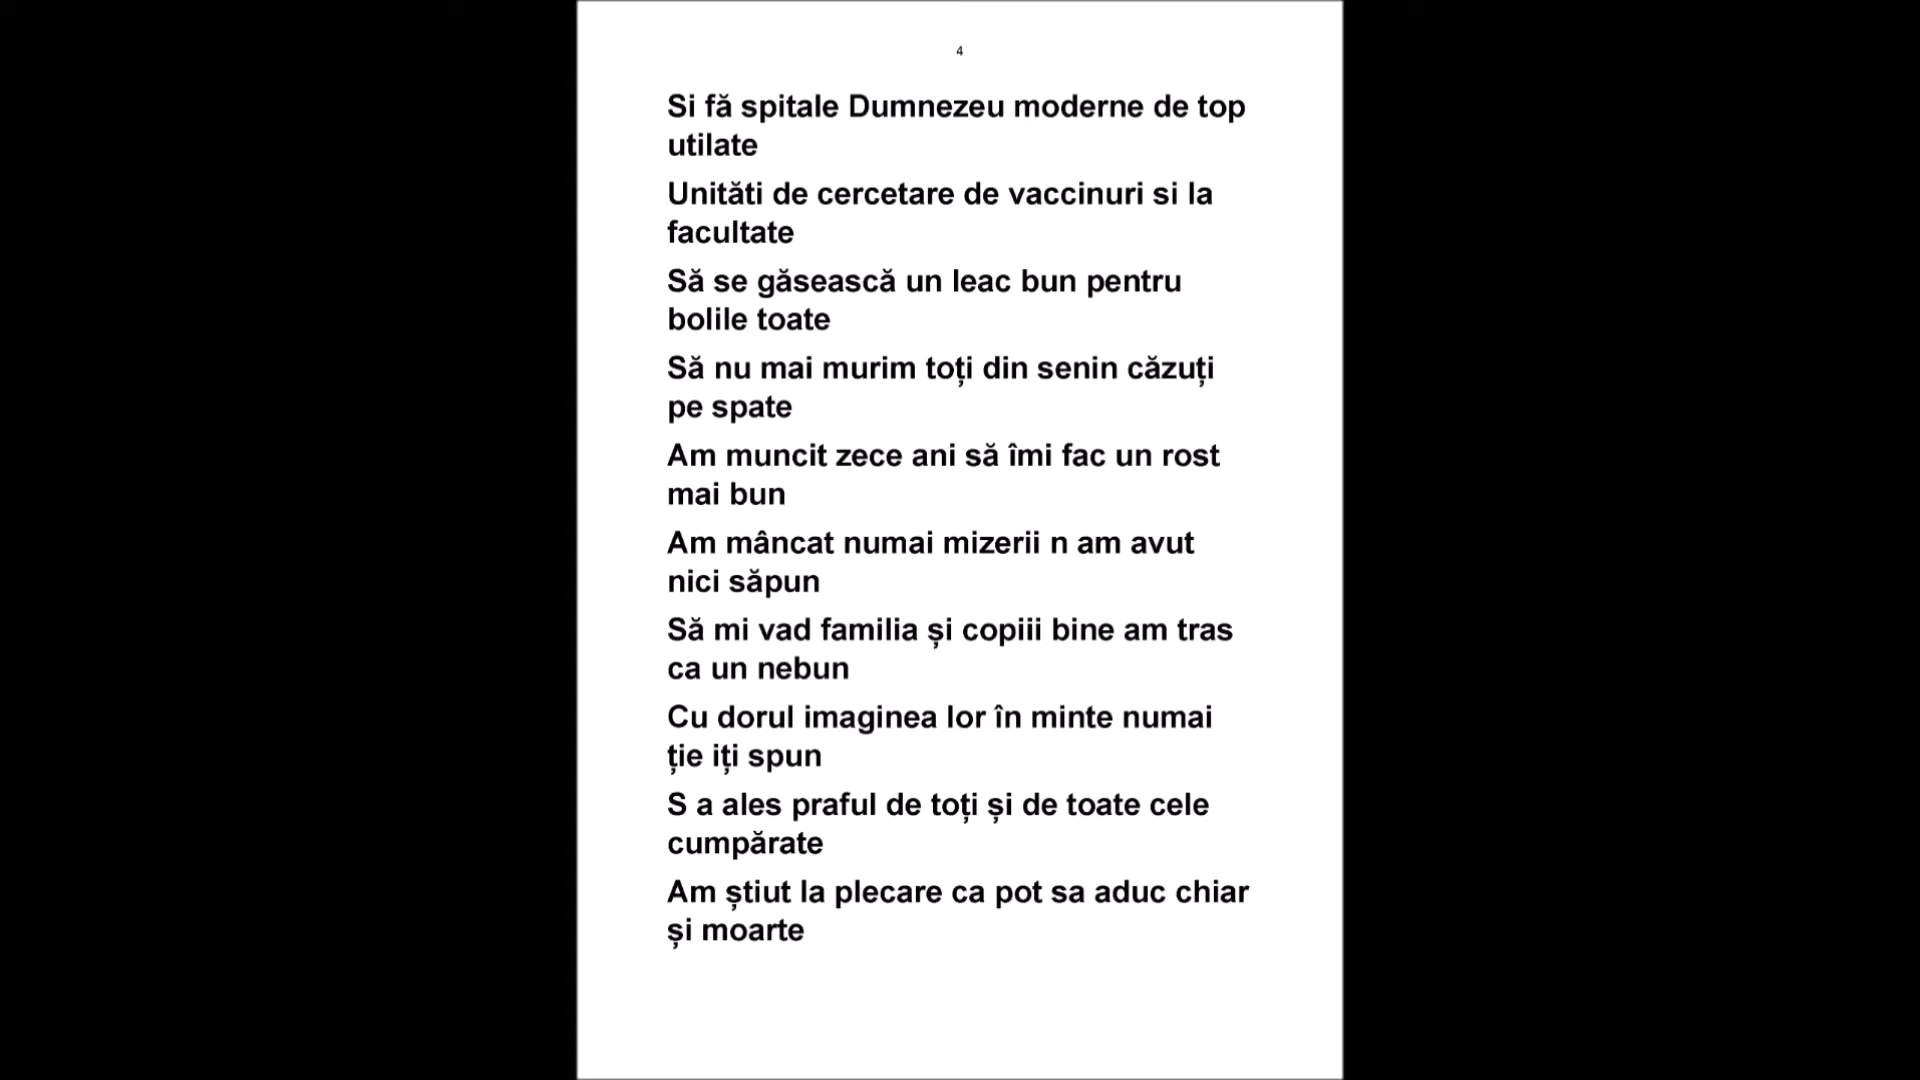 4
Si fă spitale Dumnezeu moderne de top
utilate
Unităti de cercetare de vaccinuri si la
facultate
Să se găsească un leac bun pentru
bolile toate
Să nu mai murim toți din senin căzuți
pe spate
Am muncit zece ani să îmi fac un rost
mai bun
Am mâncat numai mizerii n am avut
nici săpun
Să mi vad familia și copiii bine am tras
ca un nebun
Cu dorul imaginea lor în minte numai
ție iți spun
S a ales praful de toți și de toate cele
cumpărate
Am știut la plecare ca pot sa aduc chiar
și moarte